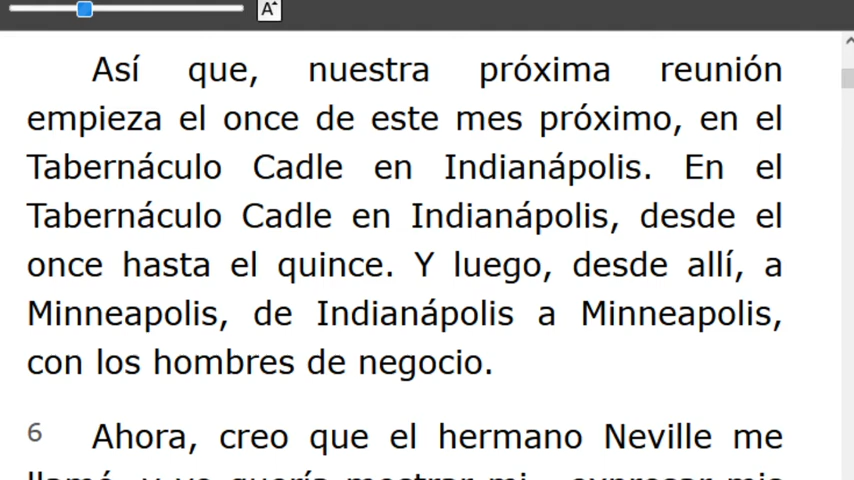 A
Así que, nuestra próxima reunión
empieza el once de este mes próximo, en el
Tabernáculo Cadle en Indianápolis. En el
Tabernáculo Cadle en Indianápolis, desde el
once hasta el quince. Y luego, desde allí, a
Minneapolis, de Indianápolis a Minneapolis,
con los hombres de negocio.
6 Ahora, creo que el hermano Neville me